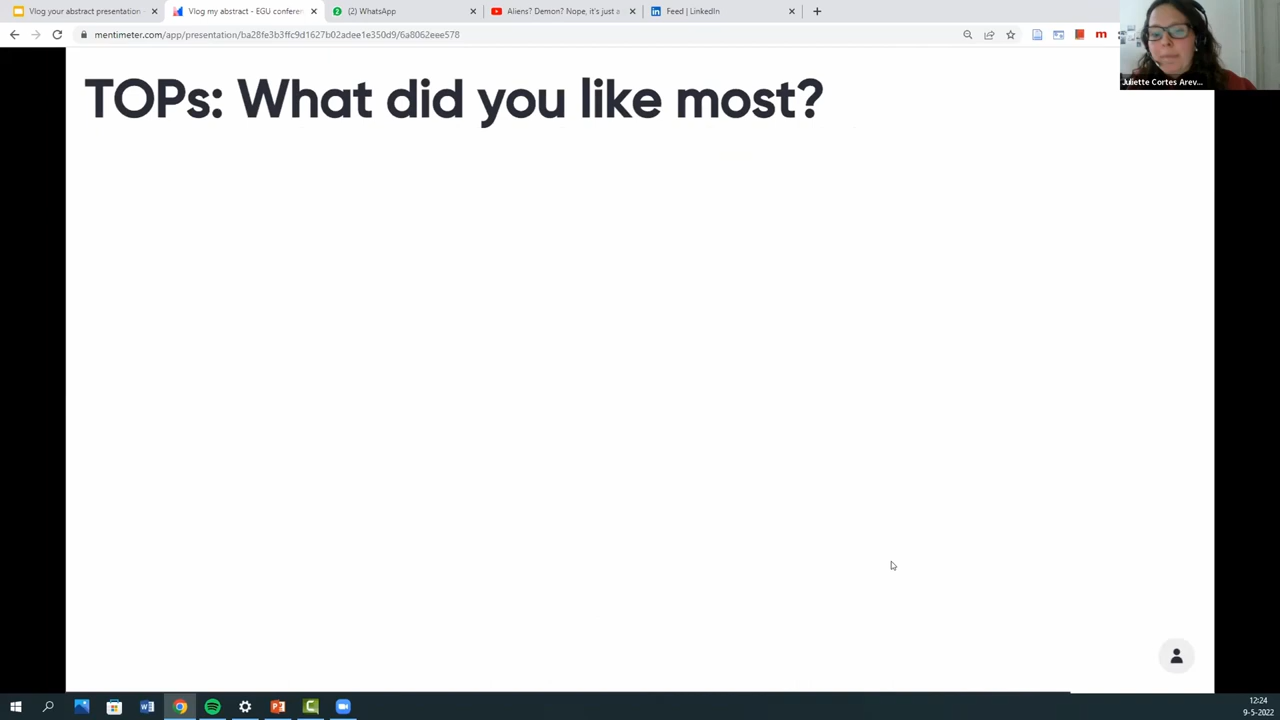 Vlog your abstract presentation
Vlog my abstract - EGU conferen
(2) WhatsApp
Aliens? Demon? Nope, it's just a
Feed | LinkedIn
mentimeter.com/app/presentation/ba28fe3b3ffc9d1627b02adee1e350d9/6a8062eee578
Juliette Cortes Arev...
TOPs: What did you like most?
12:24
9-5-2022